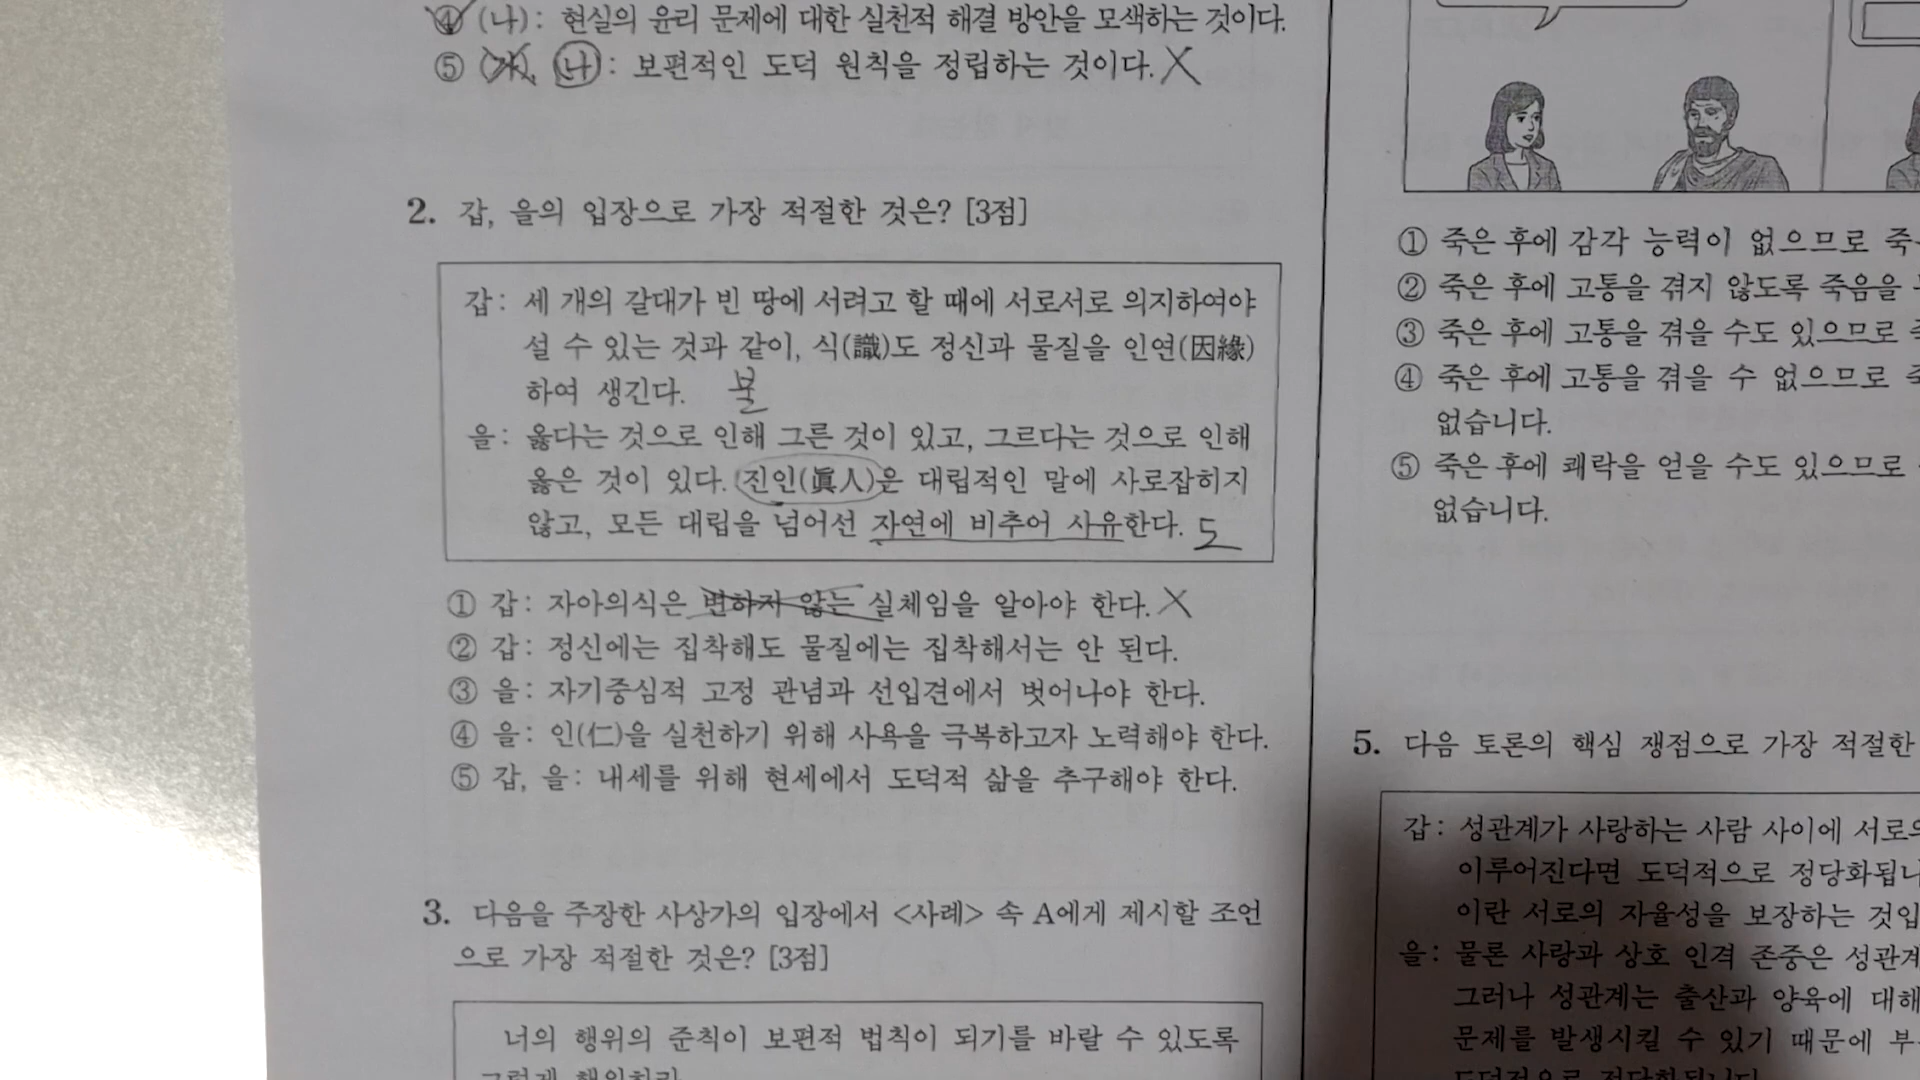 ④ (나): 현실의 윤리 문제에 대한 실천적 해결 방안을 모색하는 것이다.
⑤ (가), (나): 보편적인 도덕 원칙을 정립하는 것이다. X
2. 갑, 을의 입장으로 가장 적절한 것은? [3점]
갑: 세 개의 갈대가 빈 땅에 서려고 할 때에 서로서로 의지하여야
설 수 있는 것과 같이, 식(識)도 정신과 물질을 인연(因緣)
하여 생긴다. 불
을: 옳다는 것으로 인해 그른 것이 있고, 그르다는 것으로 인해
옳은 것이 있다. 진인(眞人)은 대립적인 말에 사로잡히지
않고, 모든 대립을 넘어선 자연에 비추어 사유한다. 도
① 갑: 자아의식은 변하지 않는 실체임을 알아야 한다. X
② 갑: 정신에는 집착해도 물질에는 집착해서는 안 된다.
③ 을: 자기중심적 고정 관념과 선입견에서 벗어나야 한다.
④ 을: 인(仁)을 실천하기 위해 사욕을 극복하고자 노력해야 한다.
⑤ 갑, 을: 내세를 위해 현세에서 도덕적 삶을 추구해야 한다.
3. 다음을 주장한 사상가의 입장에서 <사례> 속 A에게 제시할 조언
으로 가장 적절한 것은? [3점]
너의 행위의 준칙이 보편적 법칙이 되기를 바랄 수 있도록
① 죽은 후에 감각 능력이 없으므로
② 죽은 후에 고통을 겪지 않도록 죽음을
③ 죽은 후에 고통을 겪을 수도 있으므로
④ 죽은 후에 고통을 겪을 수 없으므로
없습니다.
⑤ 죽은 후에 쾌락을 얻을 수도 있으므로
없습니다.
5. 다음 토론의 핵심 쟁점으로 가장 적절한
갑: 성관계가 사랑하는 사람 사이에
이루어진다면 도덕적으로
이란 서로의 자율성을 보장하는
을: 물론 사랑과 상호 인격 존중은
그러나 성관계는 출산과 양육에 대해
문제를 발생시킬 수 있기 때문에